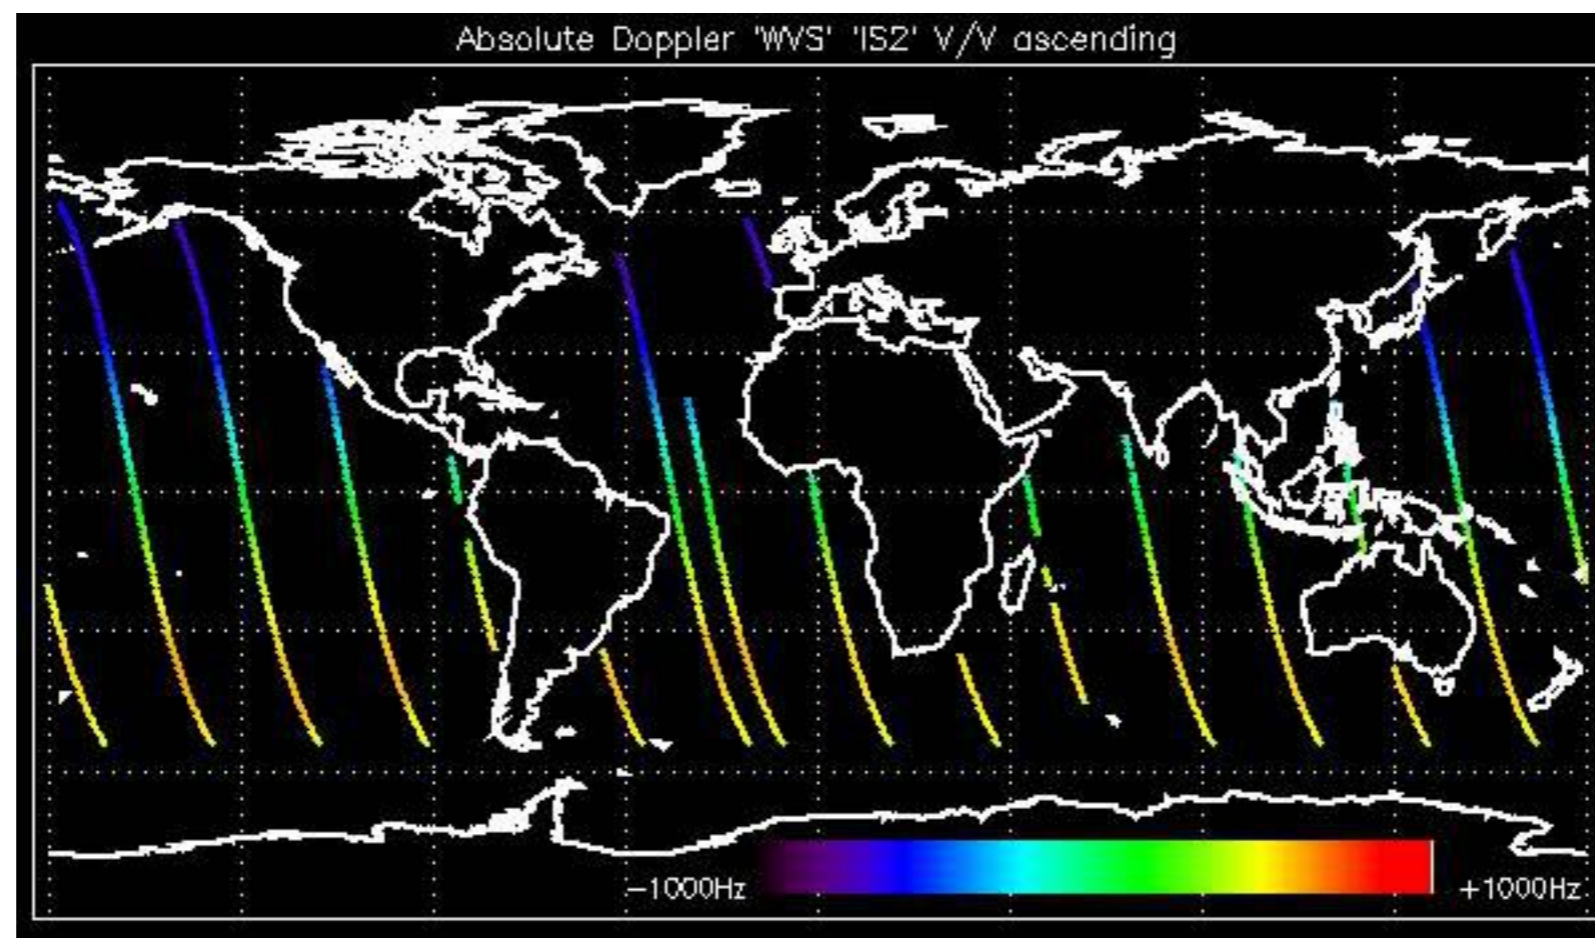 Absolute Doppler 'WVS' 'IS2' V/V ascending
−1000Hz
+1000Hz